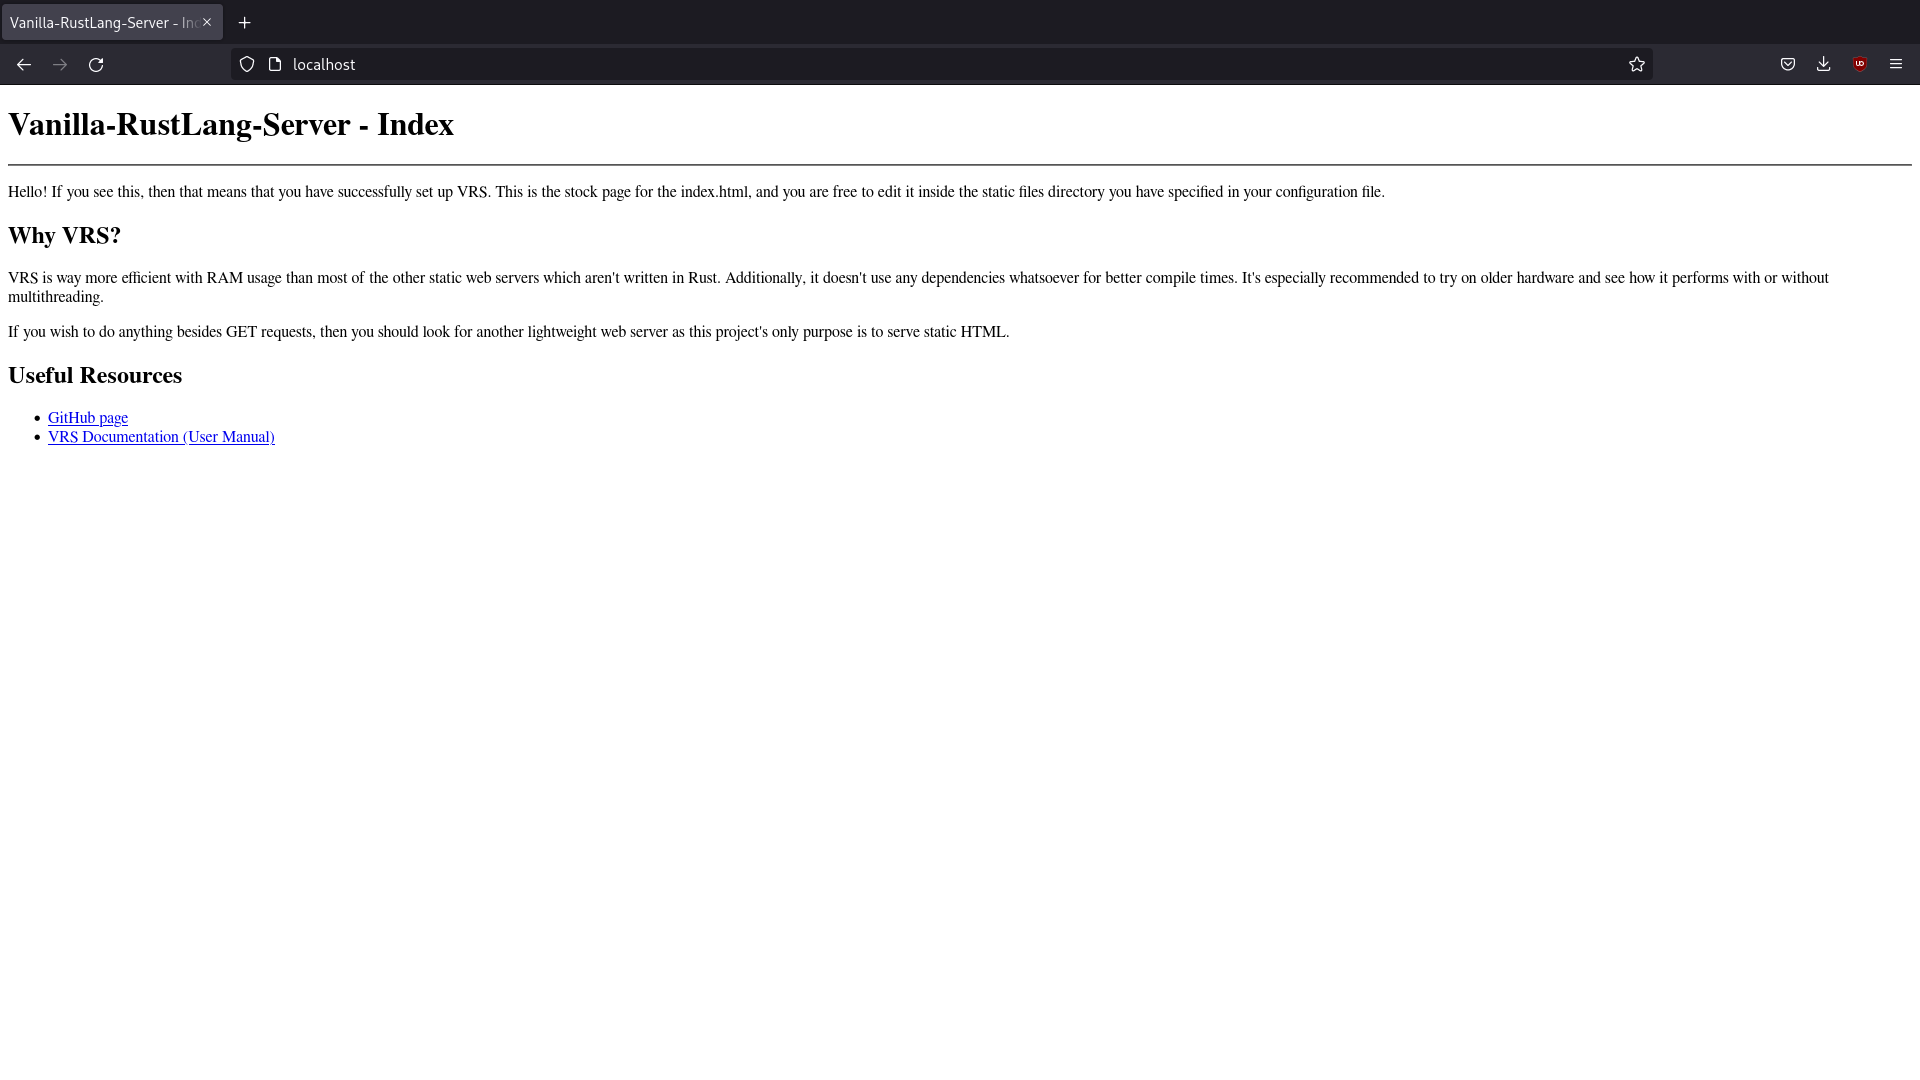 Vanilla-RustLang-Server - Ind
localhost
Vanilla-RustLang-Server - Index
Hello! If you see this, then that means that you have successfully set up VRS. This is the stock page for the index.html, and you are free to edit it inside the static files directory you have specified in your configuration file.
Why VRS?
VRS is way more efficient with RAM usage than most of the other static web servers which aren't written in Rust. Additionally, it doesn't use any dependencies whatsoever for better compile times. It's especially recommended to try on older hardware and see how it performs with or without
multithreading.
If you wish to do anything besides GET requests, then you should look for another lightweight web server as this project's only purpose is to serve static HTML.
Useful Resources
• GitHub page
• VRS Documentation (User Manual)